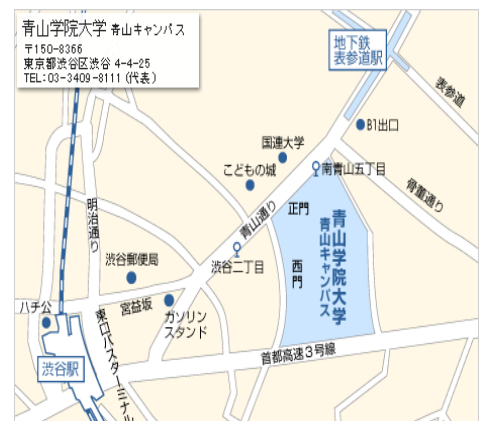 青山学院大学 青山キャンパス
〒150-8366
東京都渋谷区渋谷 4-4-25
TEL:03-3409-8111 (代表)
地下鉄
表参道駅
表参道
B1出口
国連大学
南青山五丁目
こどもの城
骨董通り
明治通り
青山通り
正門
青山学院大学
青山キャンパス
渋谷二丁目
西門
渋谷郵便局
宮益坂
ガソリン
スタンド
ハチ公
東口バスターミナル
首都高速3号線
渋谷駅